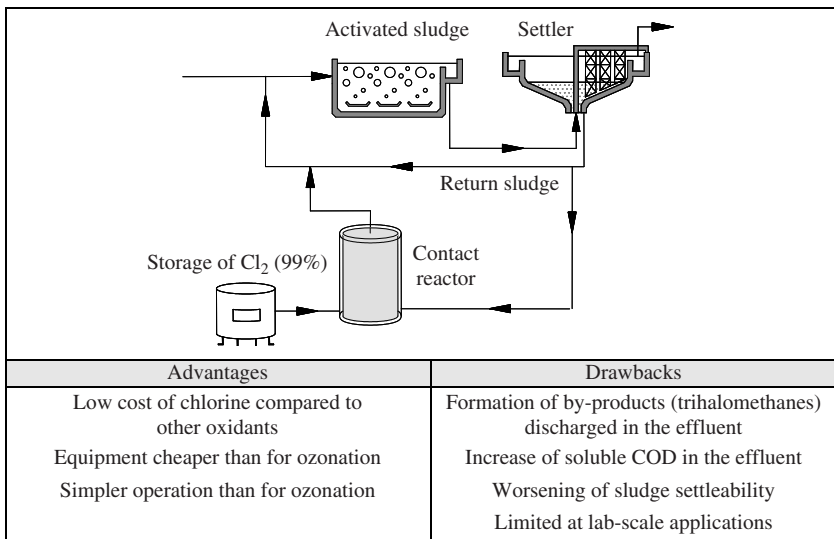 Activated sludge
Settler
Return sludge
Storage of Cl₂ (99%)
Contact
reactor
Advantages
Drawbacks
Low cost of chlorine compared to
other oxidants
Formation of by-products (trihalomethanes)
discharged in the effluent
Equipment cheaper than for ozonation
Increase of soluble COD in the effluent
Simpler operation than for ozonation
Worsening of sludge settleability
Limited at lab-scale applications